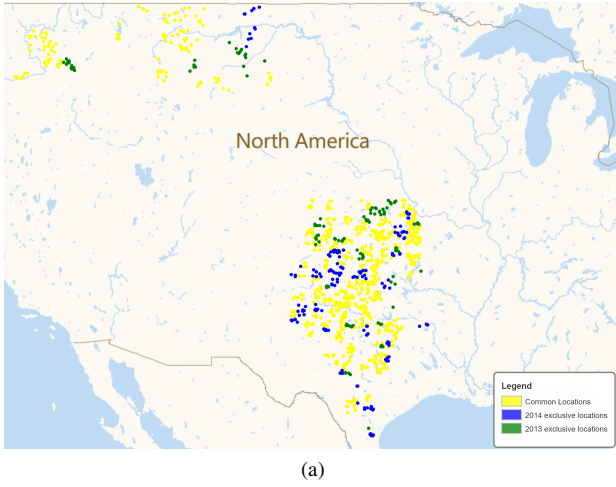 North America
Legend
Common Locations
2014 exclusive locations
2013 exclusive locations
(a)